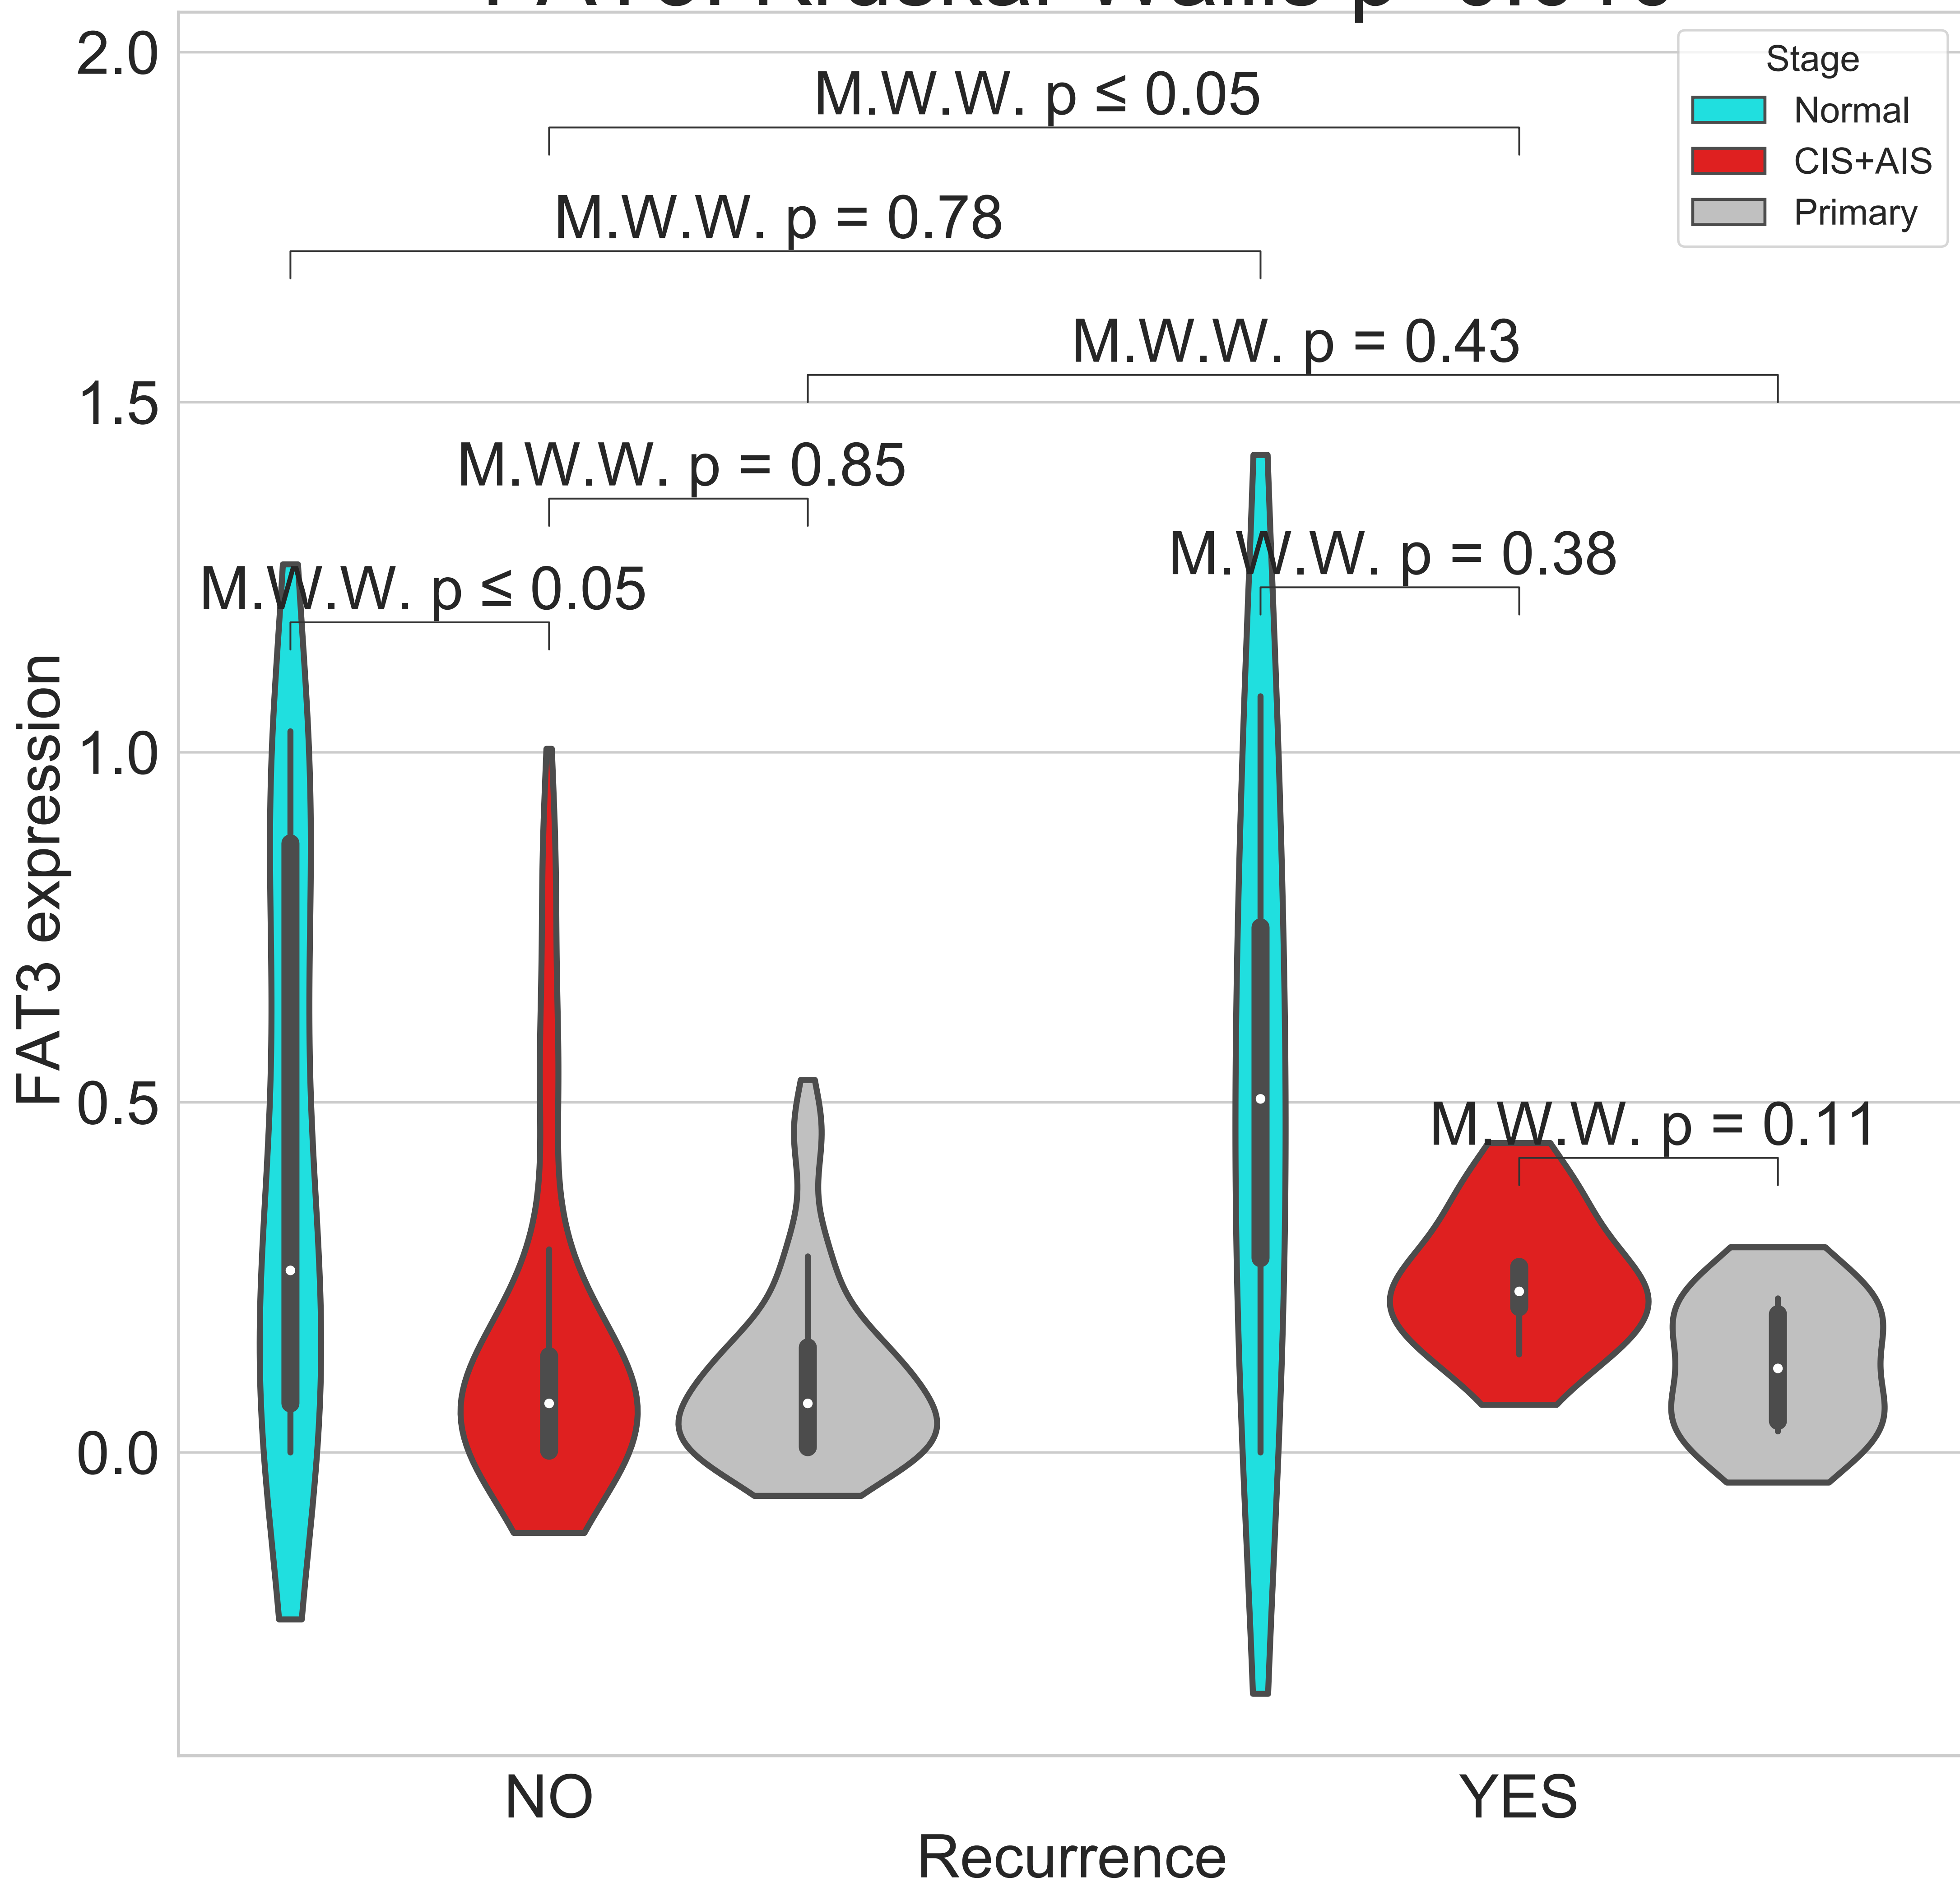 2.0
Stage
Normal
CIS+AIS
Primary
M.W.W. p ≤ 0.05
M.W.W. p = 0.78
M.W.W. p = 0.43
1.5
M.W.W. p = 0.85
M.W.W. p = 0.38
M.W.W. p ≤ 0.05
FAT3 expression
1.0
0.5
M.W.W. p = 0.11
0.0
NO
YES
Recurrence